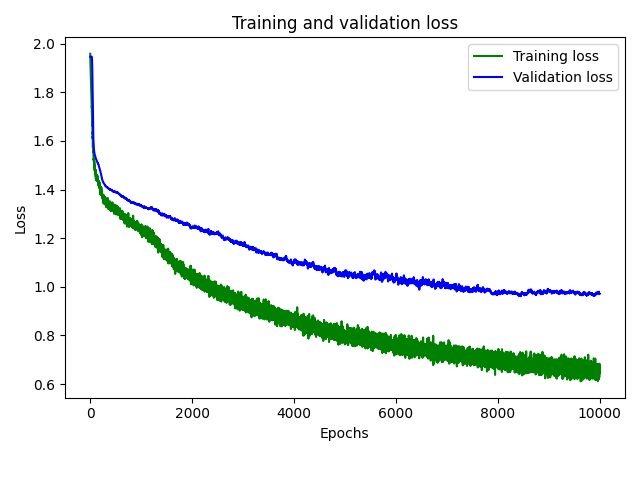 Training and validation loss
2.0
1.8
1.6
1.4
1.2
1.0
0.8
0.6
Loss
Training loss
Validation loss
0 2000 4000 6000 8000 10000
Epochs